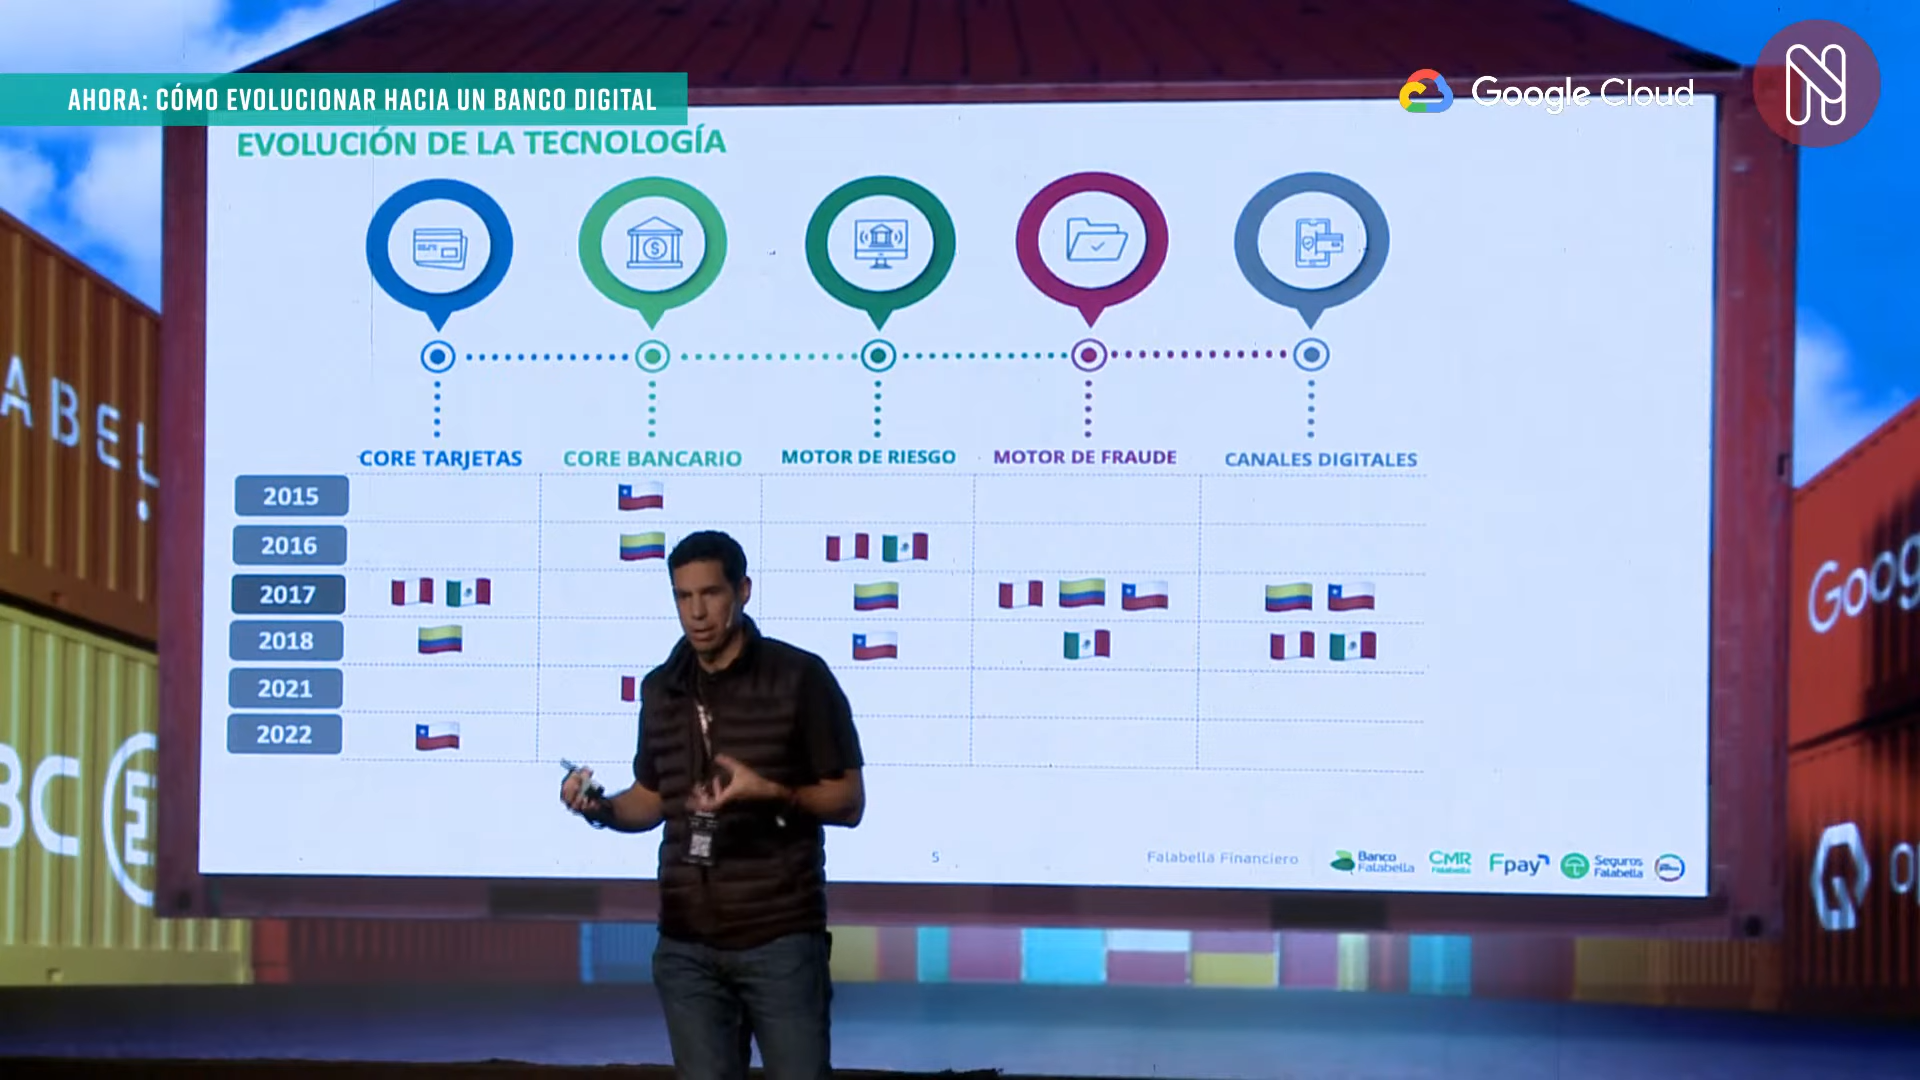 AHORA: CÓMO EVOLUCIONAR HACIA UN BANCO DIGITAL
Google Cloud
EVOLUCIÓN DE LA TECNOLOGÍA
CORE TARJETAS
CORE BANCARIO
MOTOR DE RIESGO
MOTOR DE FRAUDE
CANALES DIGITALES
2015
2016
2017
2018
2021
2022
5
Falabella Financiero
Banco Falabella
CMR Falabella
Fpay
Seguros Falabella